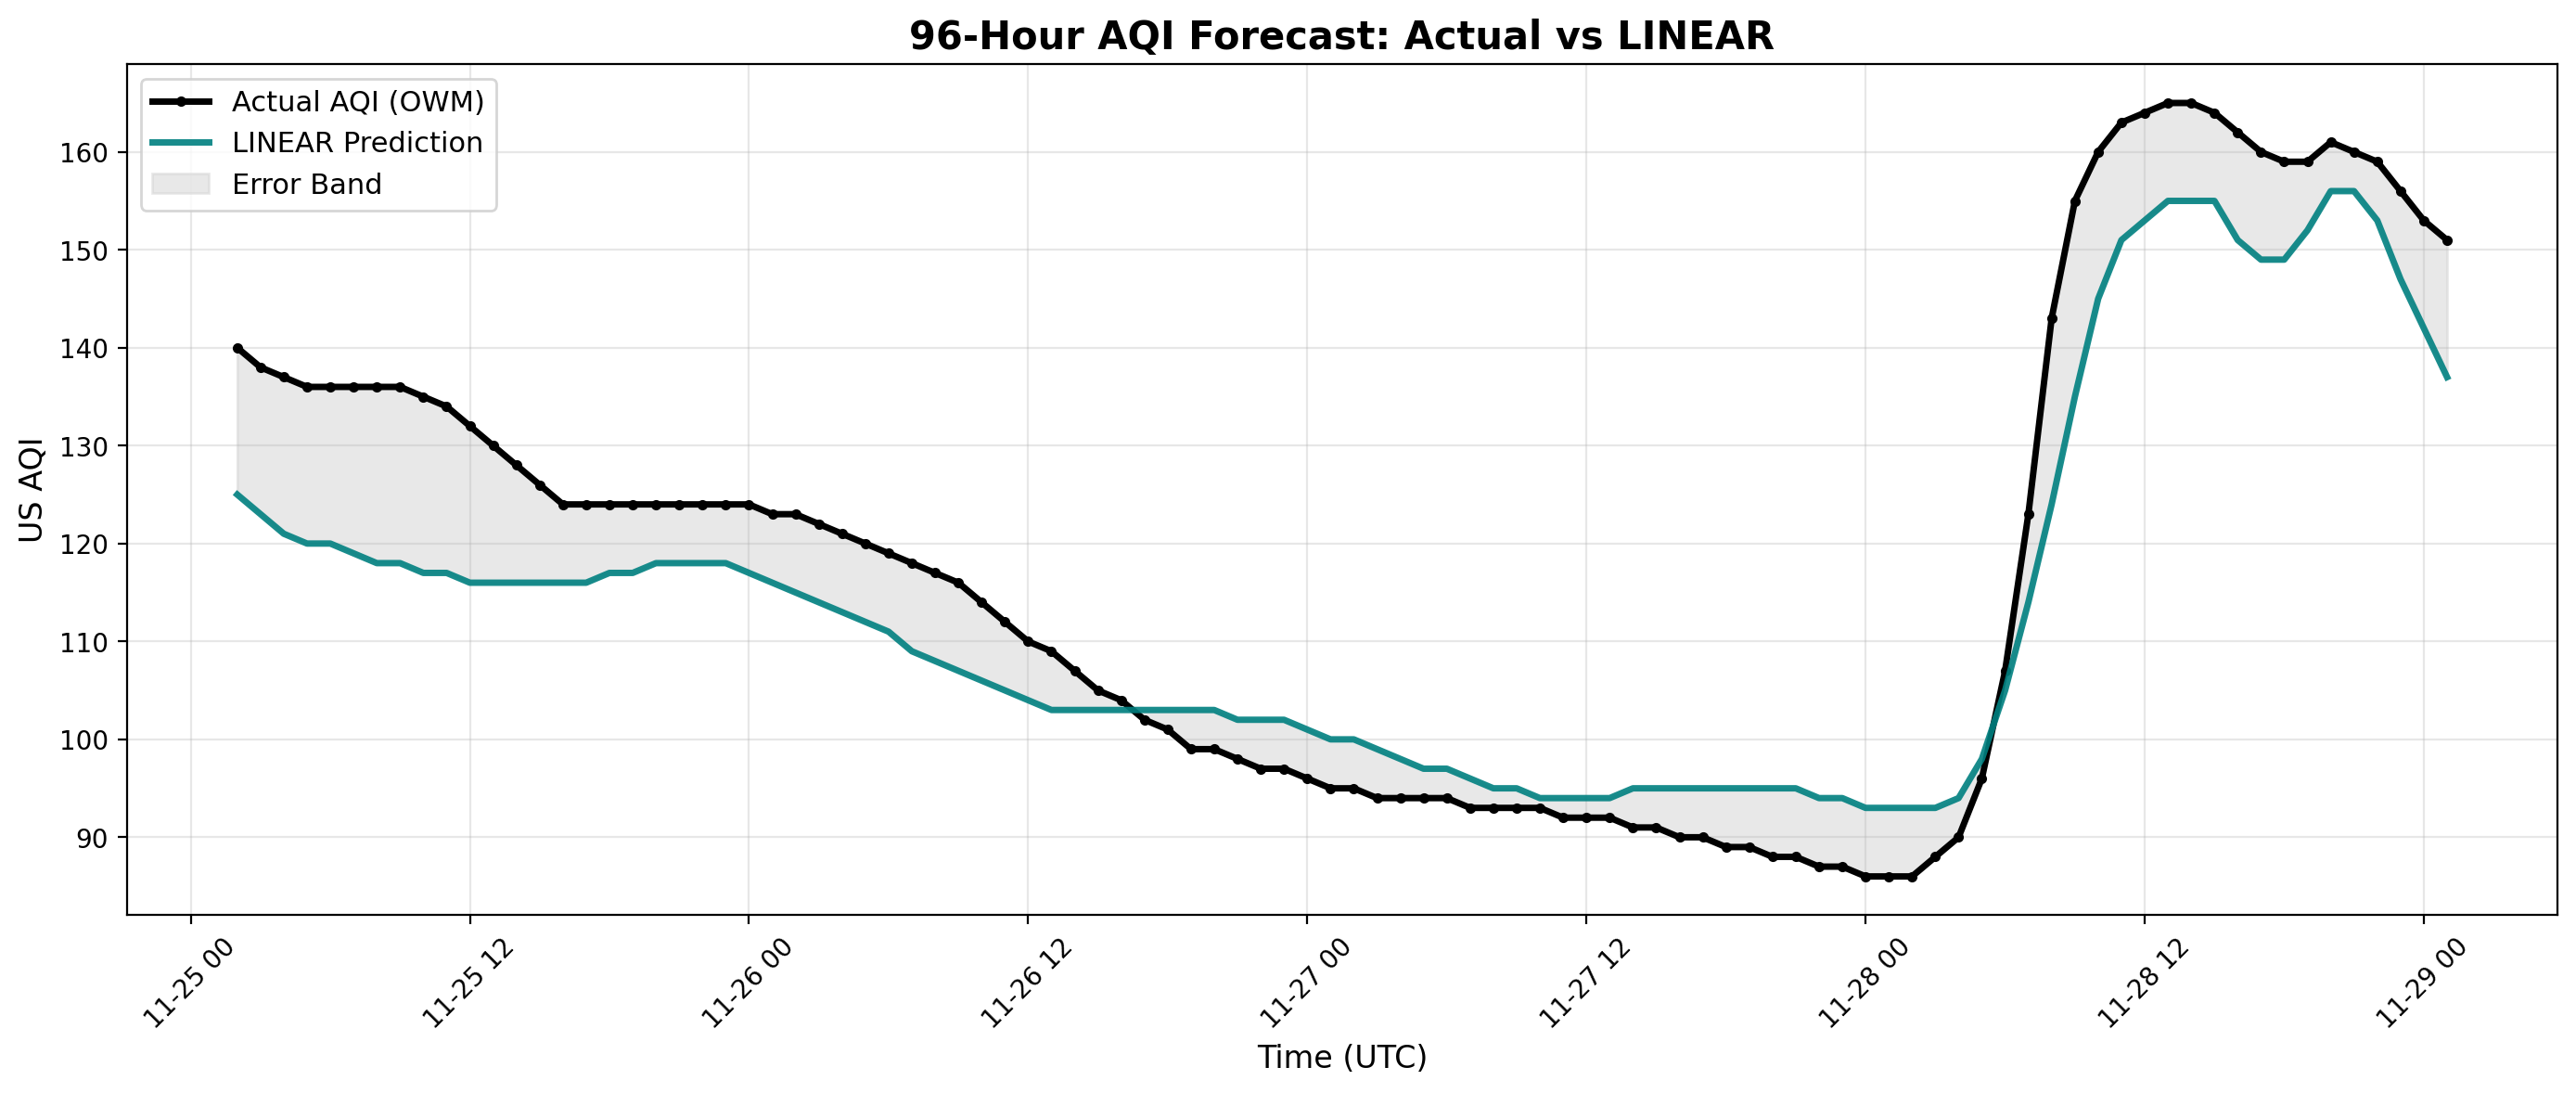 96-Hour AQI Forecast: Actual vs LINEAR
Actual AQI (OWM)
LINEAR Prediction
Error Band
US AQI
160
150
140
130
120
110
100
90
11-25 00
11-25 12
11-26 00
11-26 12
11-27 00
11-27 12
11-28 00
11-28 12
11-29 00
Time (UTC)